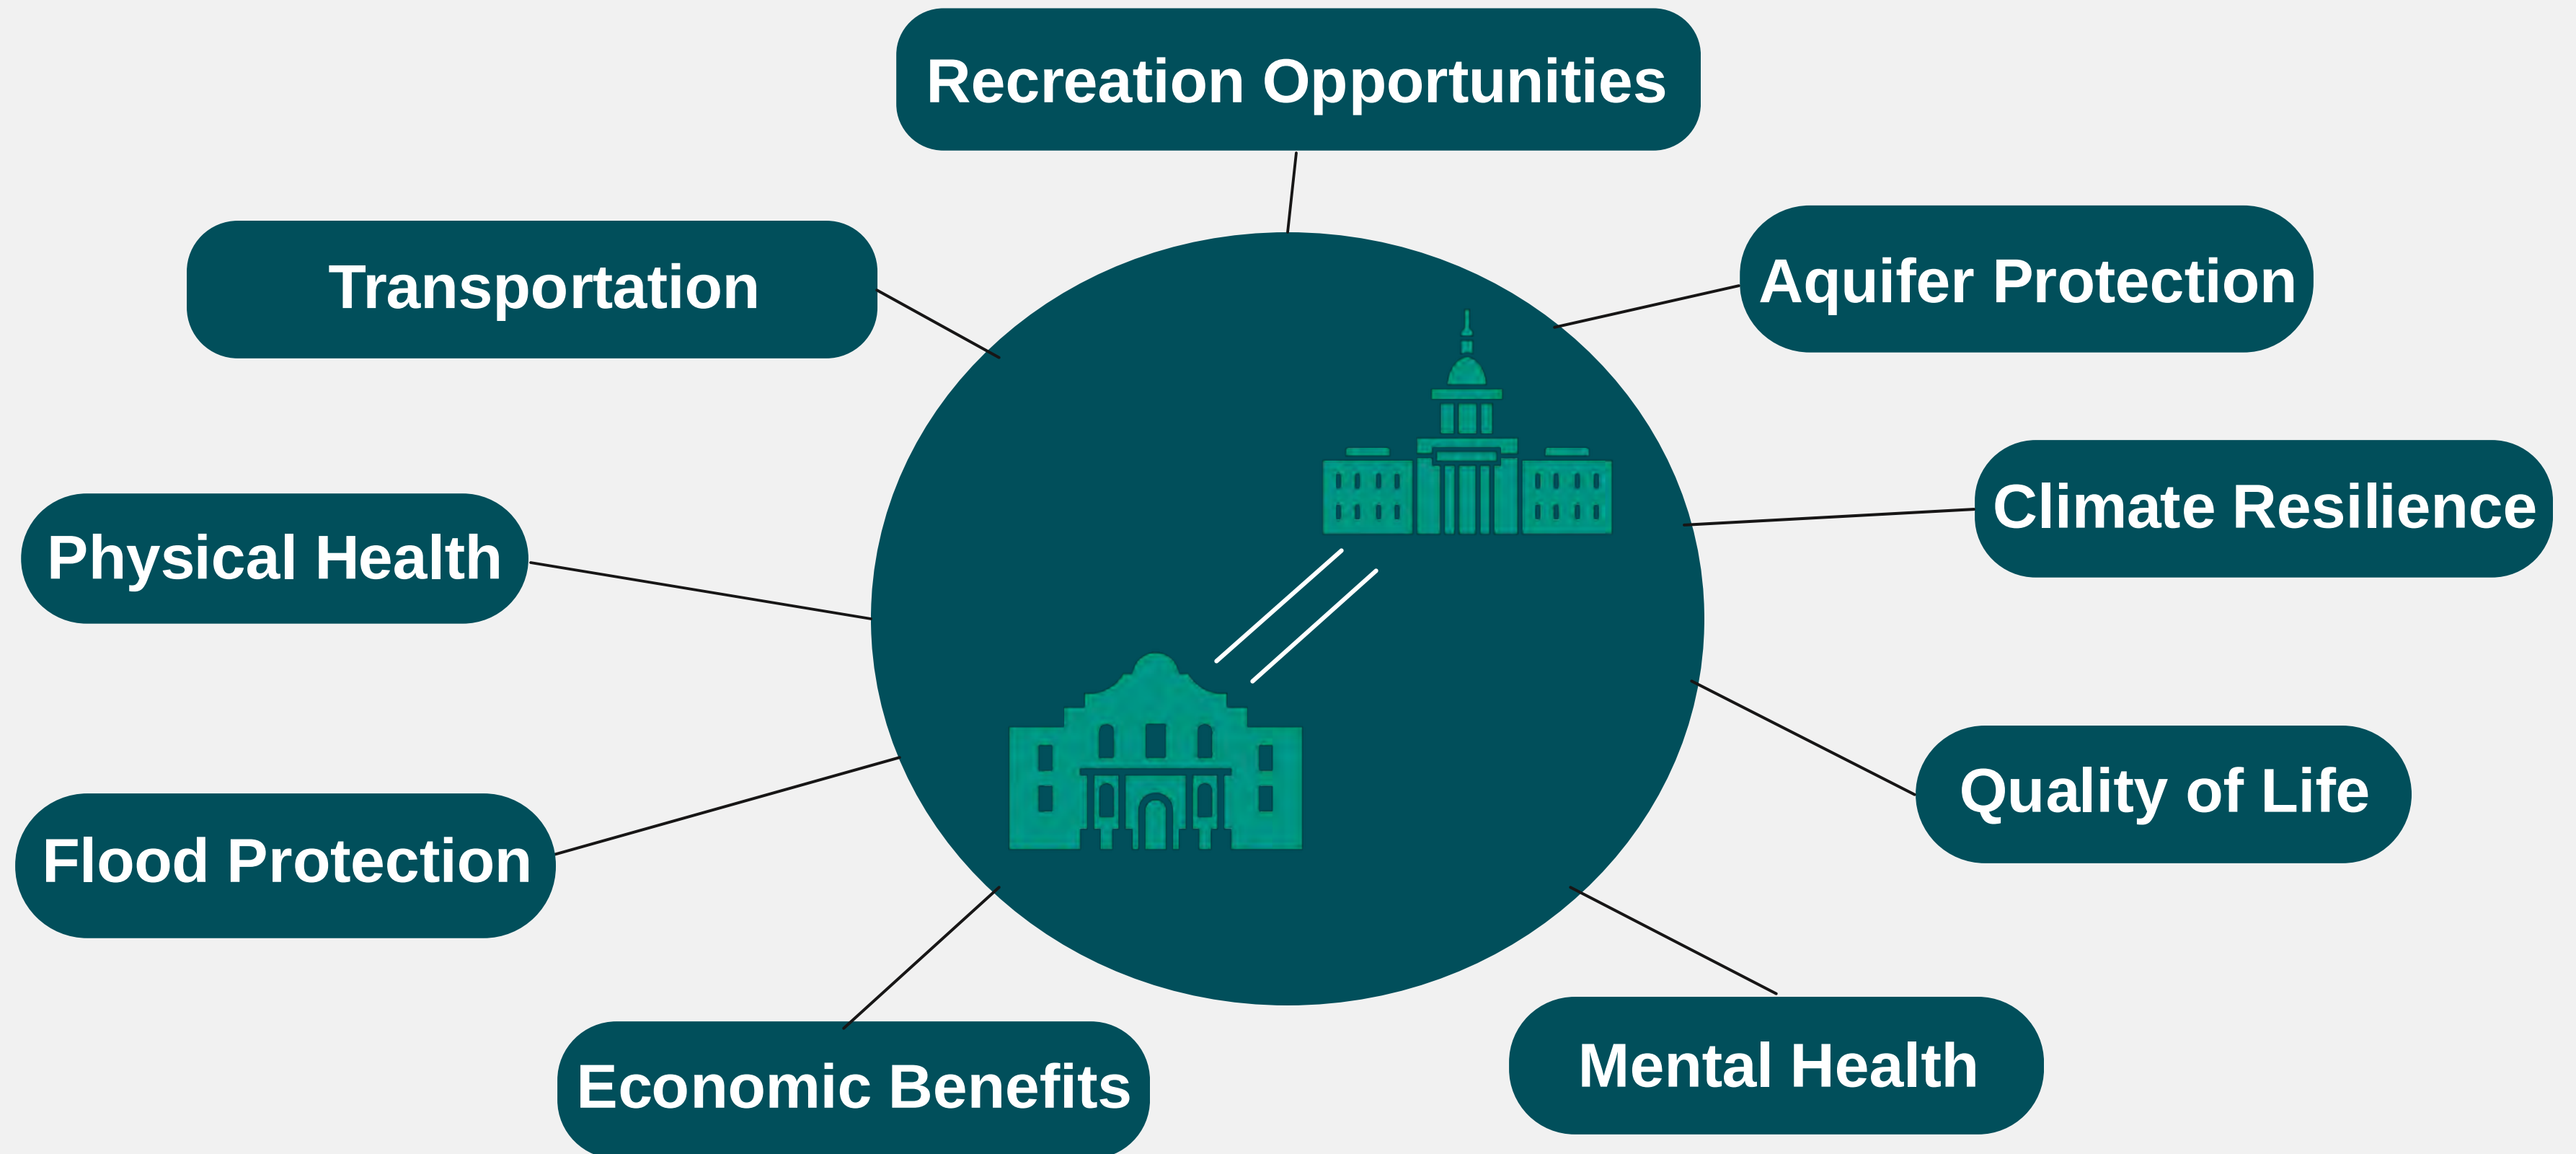 Recreation Opportunities
Transportation
Aquifer Protection
Climate Resilience
Physical Health
Quality of Life
Flood Protection
Mental Health
Economic Benefits